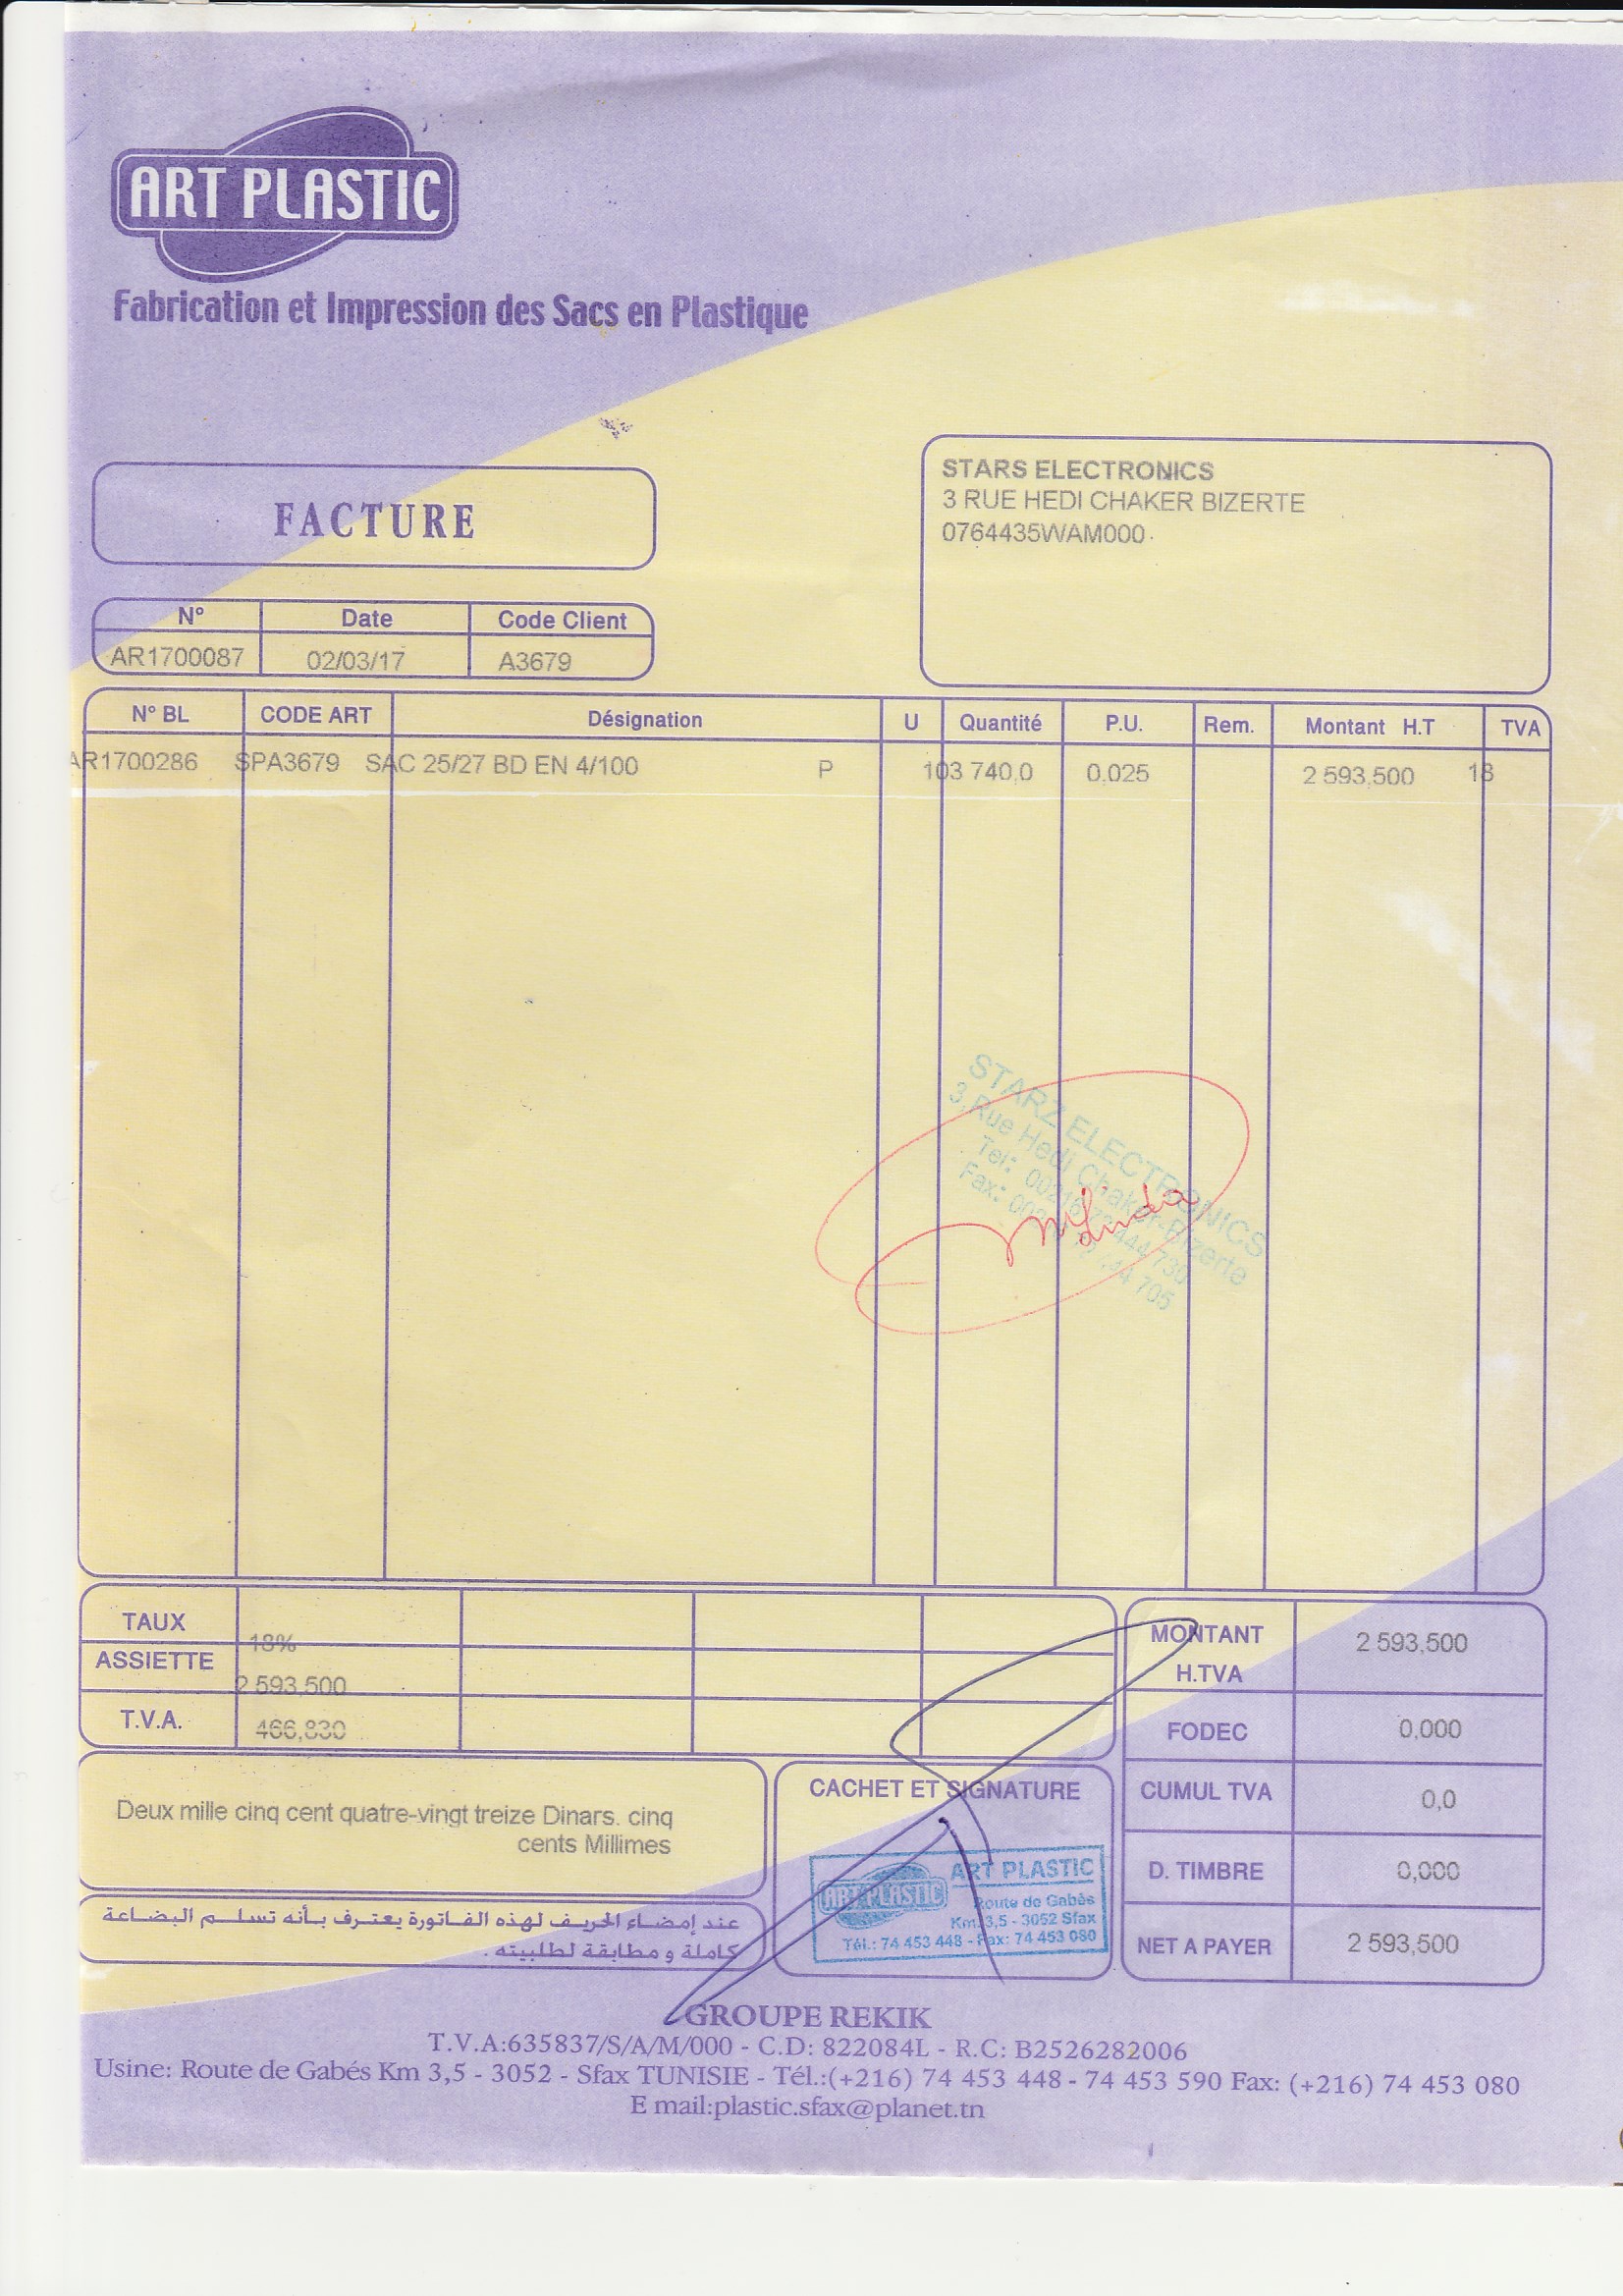 ART PLASTIC
Fabrication et Impression des Sacs en Plastique
FACTURE
STARS ELECTRONICS
3 RUE HEDI CHAKER BIZERTE
0764435WAM000
N° Date Code Client
AR1700087 02/03/17 A3679
N° BL CODE ART Désignation U Quantité P.U. Rem. Montant H.T TVA
AR1700286 SPA3679 SAC 25/27 BD EN 4/100 P 103 740,0 0,025 2 593,500 18
STARZ ELECTRONICS
3, Rue Hedi Chaker-Bizerte
Tel: 444 730
Fax: 705
TAUX 18%
ASSIETTE 2 593,500
T.V.A. 466,830
MONTANT H.TVA 2 593,500
FODEC 0,000
CUMUL TVA 0,0
D. TIMBRE 0,000
NET A PAYER 2 593,500
Deux mille cinq cent quatre-vingt treize Dinars. cinq
cents Millimes
CACHET ET SIGNATURE
ART PLASTIC
ART PLASTIC
Route de Gabès
Km. 3,5 - 3052 Sfax
Tél.: 74 453 448 - Fax: 74 453 080
عند إمضاء الحريف لهذه الفاتورة يعترف بأنه تسلم البضاعة
كاملة و مطابقة لطلبيته .
GROUPE REKIK
T.V.A:635837/S/A/M/000 - C.D: 822084L - R.C: B2526282006
Usine: Route de Gabés Km 3,5 - 3052 - Sfax TUNISIE - Tél.:(+216) 74 453 448 - 74 453 590 Fax: (+216) 74 453 080
E mail:plastic.sfax@planet.tn